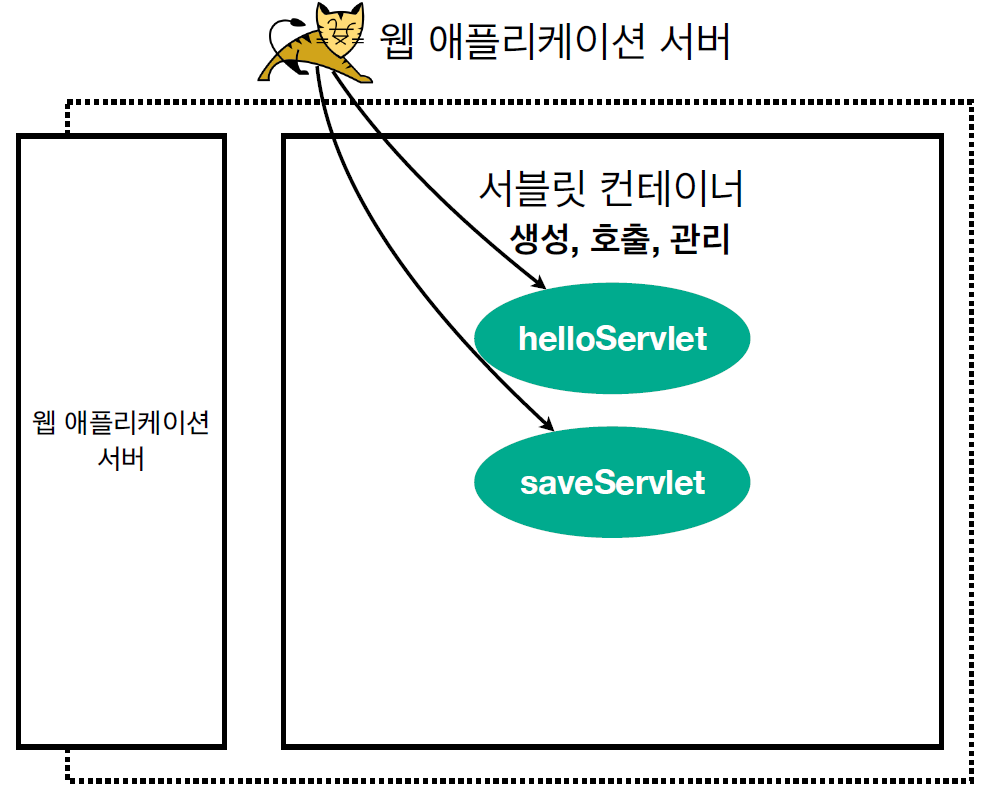 웹 애플리케이션 서버
서블릿 컨테이너
생성, 호출, 관리
helloServlet
웹 애플리케이션
서버
saveServlet